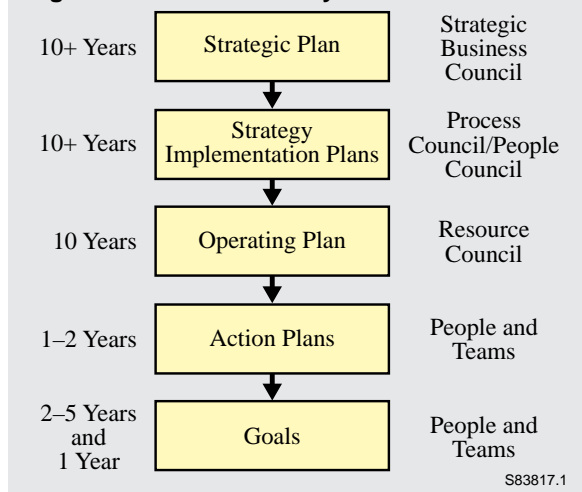 10+ Years
Strategic Plan
Strategic
Business
Council
10+ Years
Strategy
Implementation Plans
Process
Council/People
Council
10 Years
Operating Plan
Resource
Council
1–2 Years
Action Plans
People and
Teams
2–5 Years
and
1 Year
Goals
People and
Teams
S83817.1